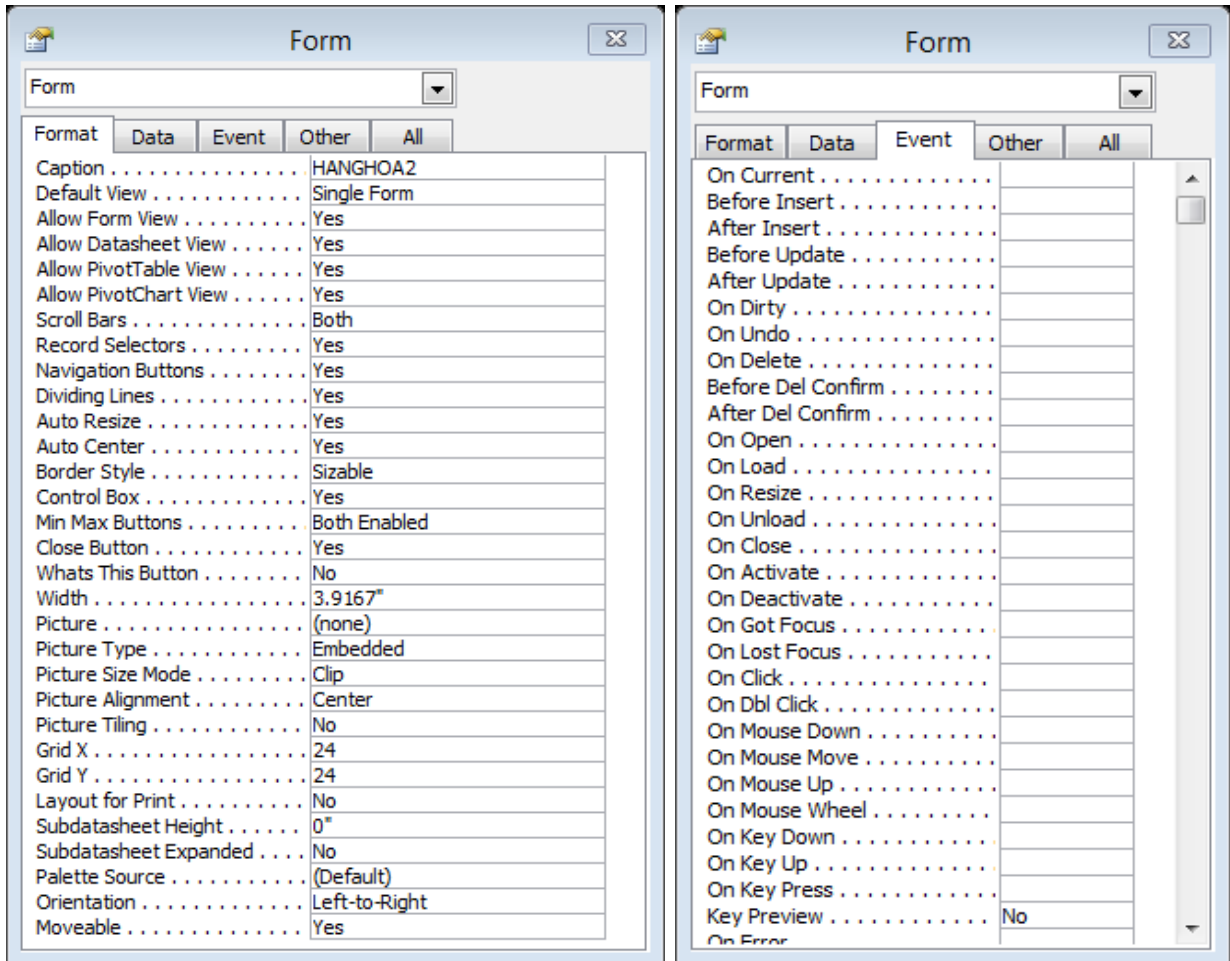 Form
Form
Format Data Event Other All
Caption . . . . . . . . . . . . . . . . HANGHOA2
Default View . . . . . . . . . . . . Single Form
Allow Form View . . . . . . . . . . Yes
Allow Datasheet View . . . . . . Yes
Allow PivotTable View . . . . . . Yes
Allow PivotChart View . . . . . . Yes
Scroll Bars . . . . . . . . . . . . . . Both
Record Selectors . . . . . . . . . Yes
Navigation Buttons . . . . . . . . Yes
Dividing Lines . . . . . . . . . . . . Yes
Auto Resize . . . . . . . . . . . . . Yes
Auto Center . . . . . . . . . . . . Yes
Border Style . . . . . . . . . . . . Sizable
Control Box . . . . . . . . . . . . . Yes
Min Max Buttons . . . . . . . . . Both Enabled
Close Button . . . . . . . . . . . . Yes
Whats This Button . . . . . . . . No
Width . . . . . . . . . . . . . . . . . 3.9167"
Picture . . . . . . . . . . . . . . . . (none)
Picture Type . . . . . . . . . . . . Embedded
Picture Size Mode . . . . . . . . . Clip
Picture Alignment . . . . . . . . . Center
Picture Tiling . . . . . . . . . . . . No
Grid X . . . . . . . . . . . . . . . . . 24
Grid Y . . . . . . . . . . . . . . . . . 24
Layout for Print . . . . . . . . . . No
Subdatasheet Height . . . . . . 0"
Subdatasheet Expanded . . . . No
Palette Source . . . . . . . . . . . (Default)
Orientation . . . . . . . . . . . . . Left-to-Right
Moveable . . . . . . . . . . . . . . Yes
Form
Form
Format Data Event Other All
On Current . . . . . . . . . . . . .
Before Insert . . . . . . . . . . . .
After Insert . . . . . . . . . . . . .
Before Update . . . . . . . . . . .
After Update . . . . . . . . . . . .
On Dirty . . . . . . . . . . . . . . .
On Undo . . . . . . . . . . . . . . .
On Delete . . . . . . . . . . . . . .
Before Del Confirm . . . . . . . .
After Del Confirm . . . . . . . . .
On Open . . . . . . . . . . . . . . .
On Load . . . . . . . . . . . . . . .
On Resize . . . . . . . . . . . . . .
On Unload . . . . . . . . . . . . . .
On Close . . . . . . . . . . . . . . .
On Activate . . . . . . . . . . . . .
On Deactivate . . . . . . . . . . .
On Got Focus . . . . . . . . . . . .
On Lost Focus . . . . . . . . . . .
On Click . . . . . . . . . . . . . . . .
On Dbl Click . . . . . . . . . . . . .
On Mouse Down . . . . . . . . . .
On Mouse Move . . . . . . . . . .
On Mouse Up . . . . . . . . . . . .
On Mouse Wheel . . . . . . . . .
On Key Down . . . . . . . . . . . .
On Key Up . . . . . . . . . . . . . .
On Key Press . . . . . . . . . . . .
Key Preview . . . . . . . . . . . . No
On Error